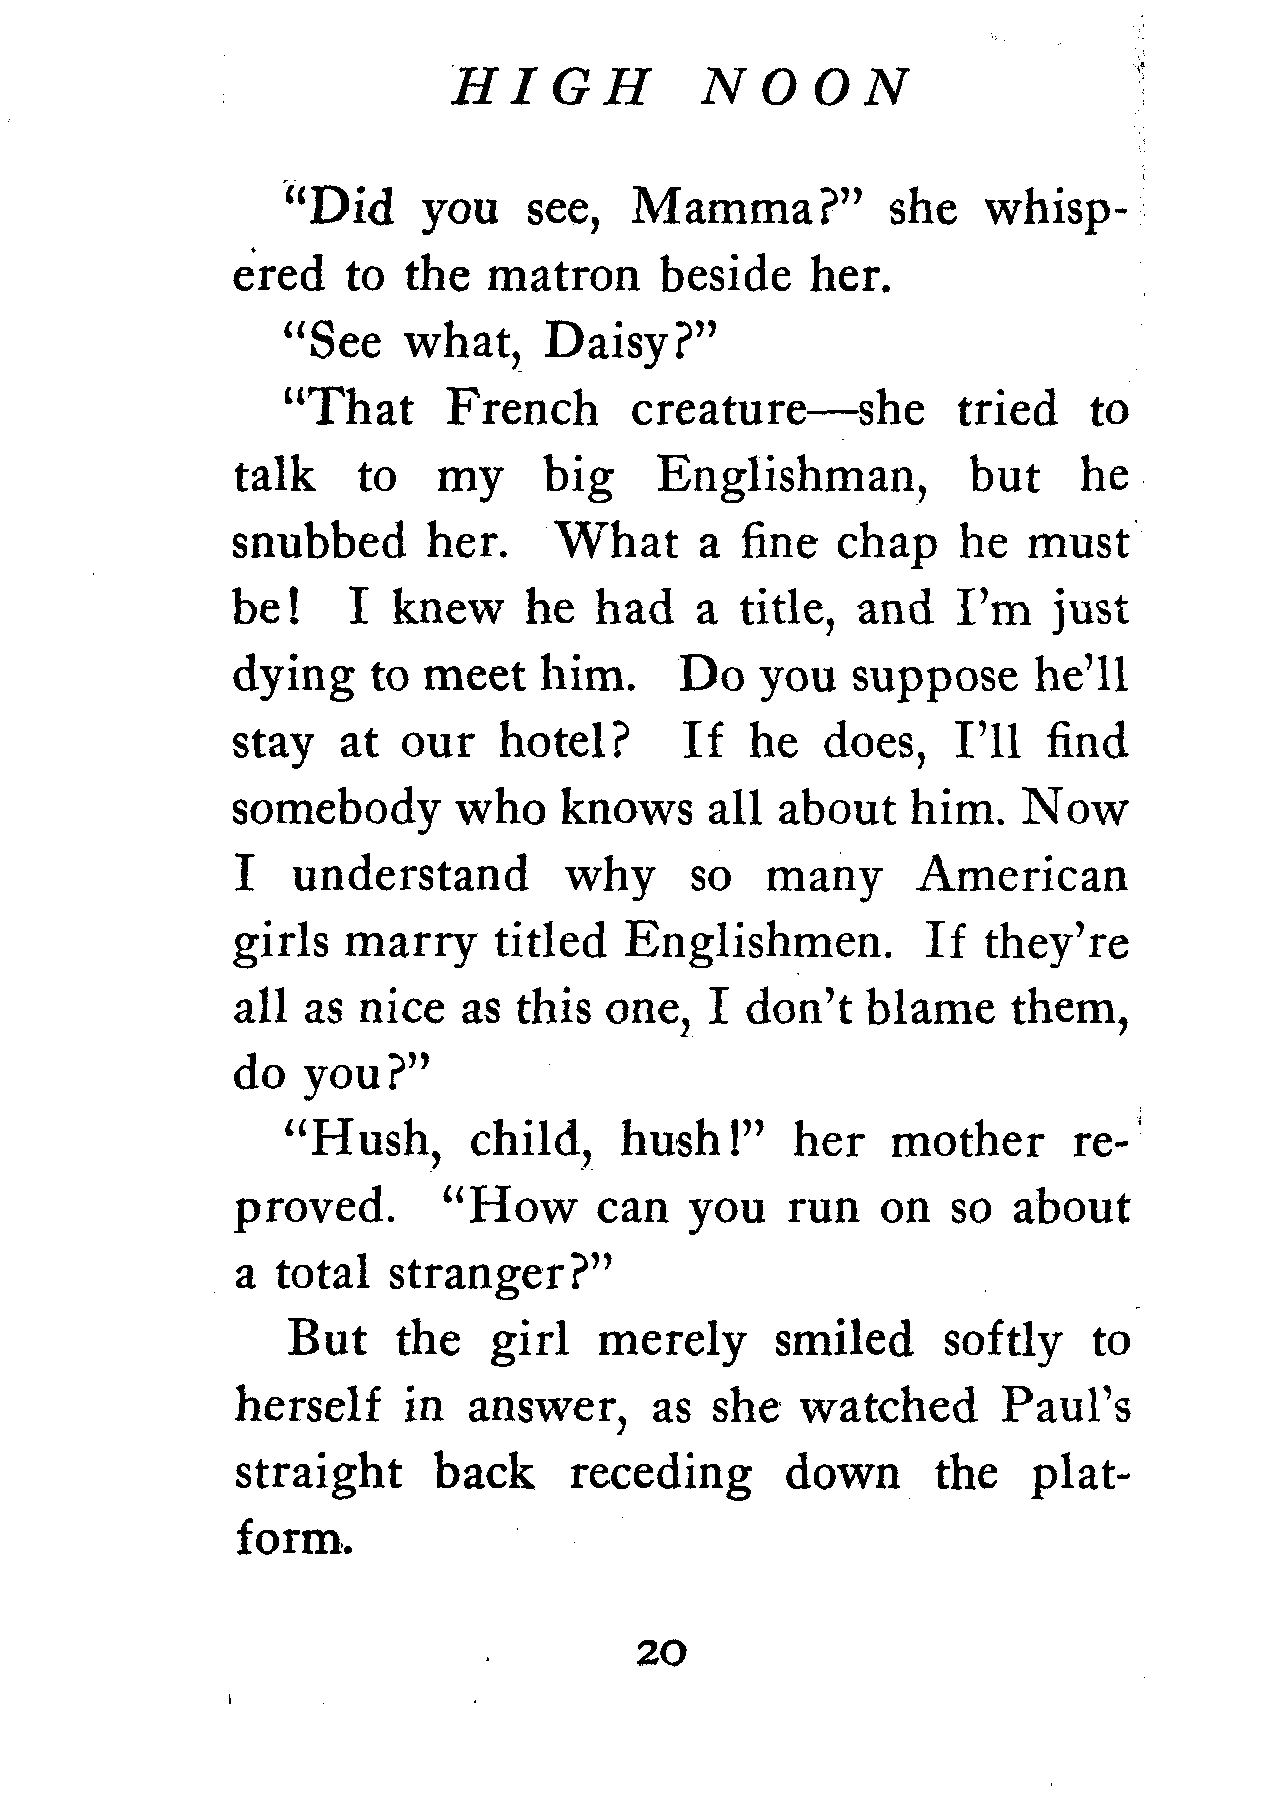 HIGH NOON
“Did you see, Mamma?” she whisp-
ered to the matron beside her.
“See what, Daisy?”
“That French creature—she tried to
talk to my big Englishman, but he
snubbed her. What a fine chap he must
be! I knew he had a title, and I’m just
dying to meet him. Do you suppose he’ll
stay at our hotel? If he does, I’ll find
somebody who knows all about him. Now
I understand why so many American
girls marry titled Englishmen. If they’re
all as nice as this one, I don’t blame them,
do you?”
“Hush, child, hush!” her mother re-
proved. “How can you run on so about
a total stranger?”
But the girl merely smiled softly to
herself in answer, as she watched Paul’s
straight back receding down the plat-
form.
20